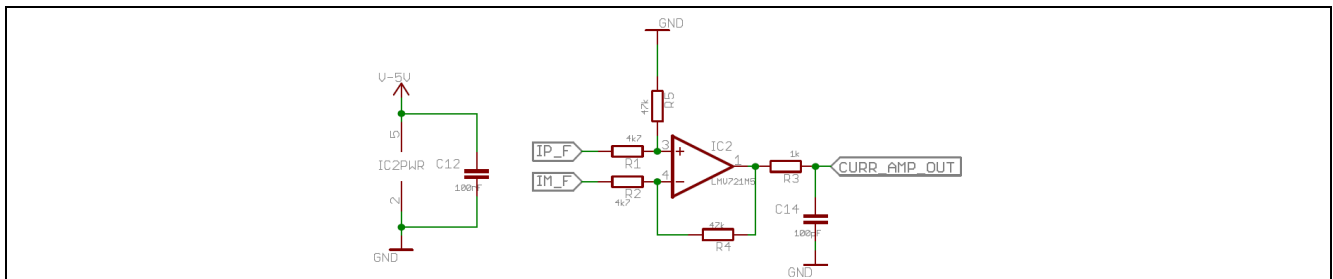 GND
V-5V
5
IC2PWR
2
C12
100nF
GND
47k
R5
IP_F
4k7
R1
IM_F
R2
4k7
3
4
IC2
1
LMV721M5
47k
R4
1k
R3
CURR_AMP_OUT
C14
100pF
GND